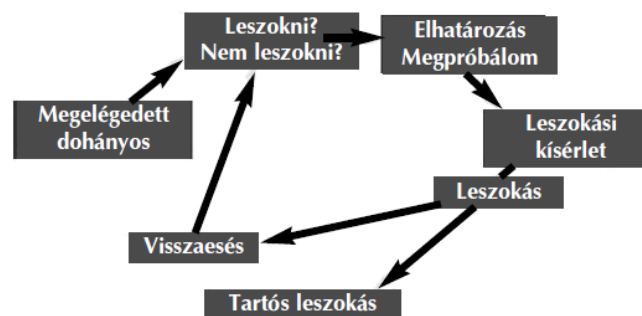 Leszokni?
Nem leszokni?
Elhatározás
Megpróbálom
Megelégedett
dohányos
Leszokási
kísérlet
Leszokás
Visszaesés
Tartós leszokás